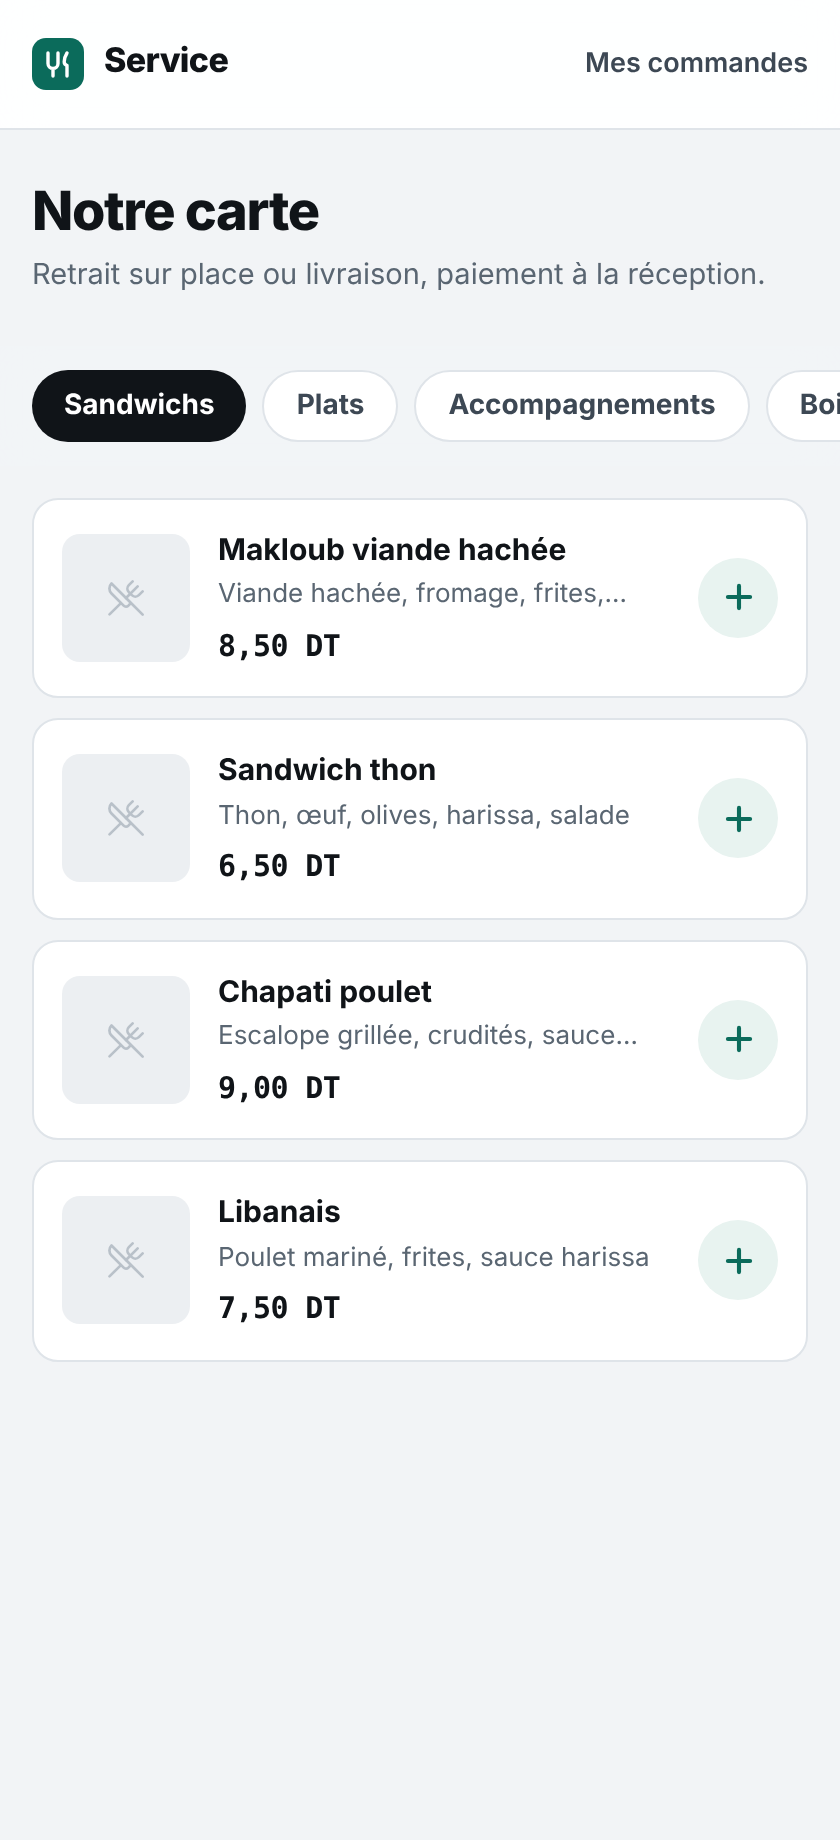 Service
Mes commandes
Notre carte
Retrait sur place ou livraison, paiement à la réception.
Sandwichs
Plats
Accompagnements
Boi
Makloub viande hachée
Viande hachée, fromage, frites,...
8,50 DT
Sandwich thon
Thon, œuf, olives, harissa, salade
6,50 DT
Chapati poulet
Escalope grillée, crudités, sauce...
9,00 DT
Libanais
Poulet mariné, frites, sauce harissa
7,50 DT